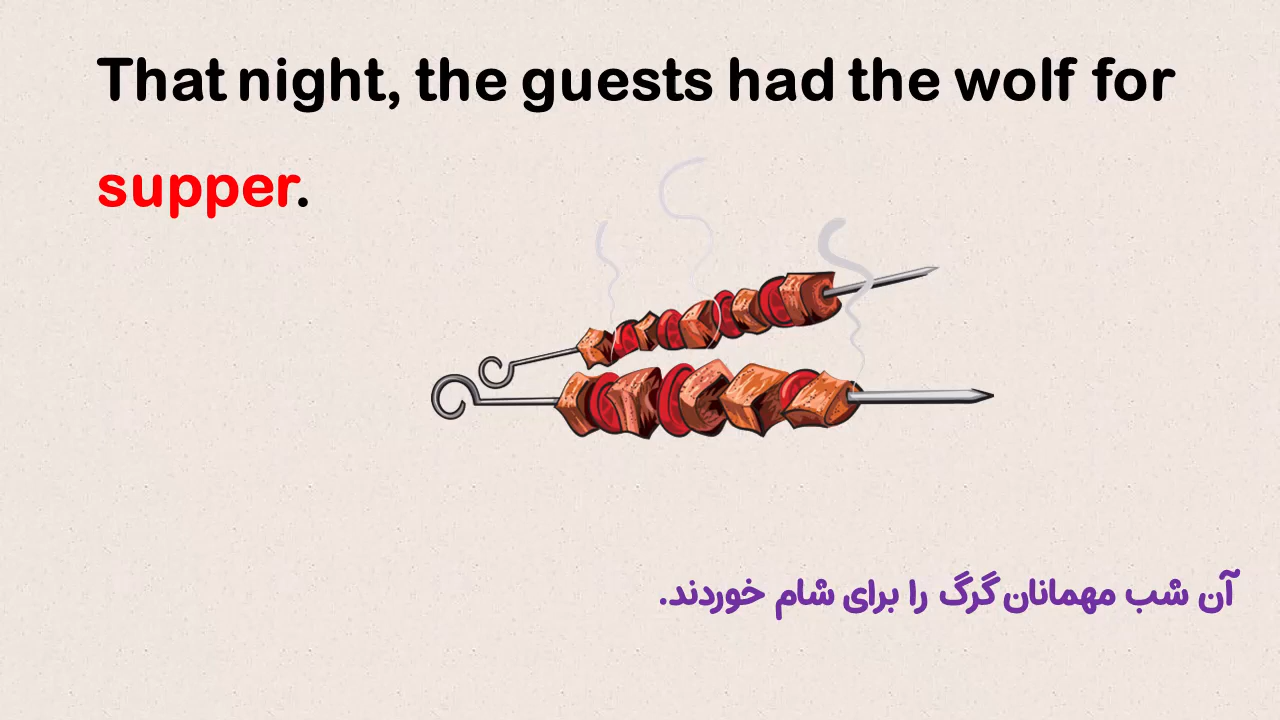 That night, the guests had the wolf for
supper.
آن شب مهمانان گرگ را برای شام خوردند.